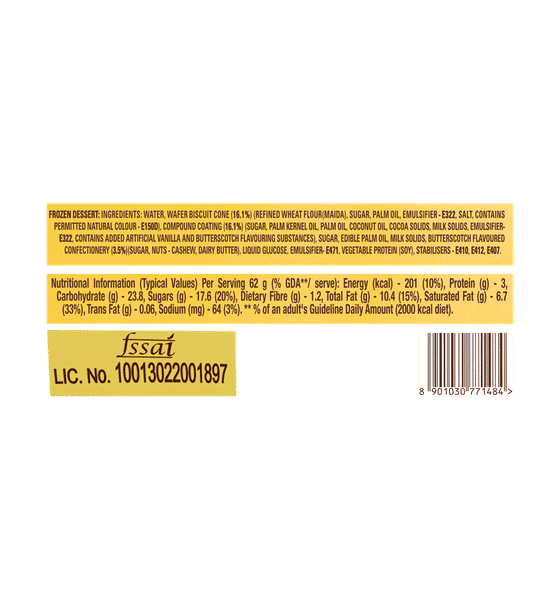 FROZEN DESSERT: INGREDIENTS: WATER, WAFER BISCUIT CONE (16.1%) (REFINED WHEAT FLOUR(MAIDA), SUGAR, PALM OIL, EMULSIFIER - E322, SALT, CONTAINS
PERMITTED NATURAL COLOUR - E150D), COMPOUND COATING (16.1%) (SUGAR, PALM KERNEL OIL, PALM OIL, COCONUT OIL, COCOA SOLIDS, MILK SOLIDS, EMULSIFIER-
E322, CONTAINS ADDED ARTIFICIAL VANILLA AND BUTTERSCOTCH FLAVOURING SUBSTANCES), SUGAR, EDIBLE PALM OIL, MILK SOLIDS, BUTTERSCOTCH FLAVOURED
CONFECTIONERY (3.5%)(SUGAR, NUTS - CASHEW, DAIRY BUTTER), LIQUID GLUCOSE, EMULSIFIER- E471, VEGETABLE PROTEIN (SOY), STABILISERS - E410, E412, E407.
Nutritional Information (Typical Values) Per Serving 62 g (% GDA**/ serve): Energy (kcal) - 201 (10%), Protein (g) - 3,
Carbohydrate (g) - 23.8, Sugars (g) - 17.6 (20%), Dietary Fibre (g) - 1.2, Total Fat (g) - 10.4 (15%), Saturated Fat (g) - 6.7
(33%), Trans Fat (g) - 0.06, Sodium (mg) - 64 (3%). ** % of an adult's Guideline Daily Amount (2000 kcal diet).
fssai
LIC. No. 10013022001897
8 901030 771484 >